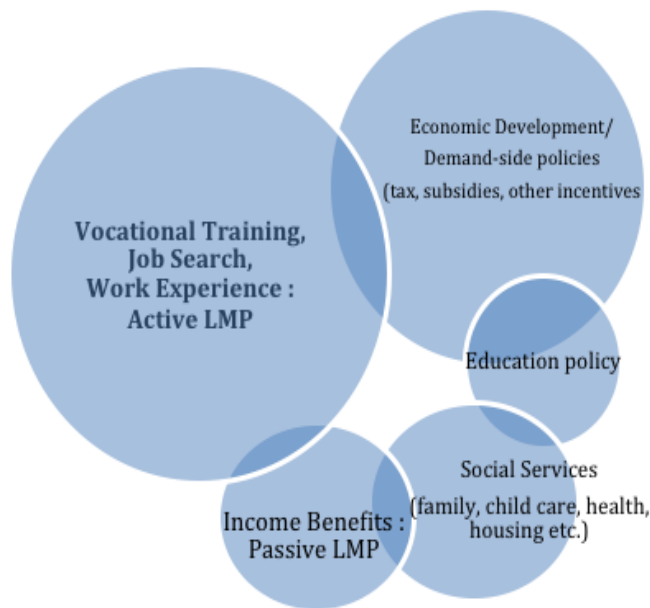 Economic Development/
Demand-side policies
(tax, subsidies, other incentives
Vocational Training,
Job Search,
Work Experience :
Active LMP
Education policy
Social Services
(family, child care, health,
housing etc.)
Income Benefits :
Passive LMP